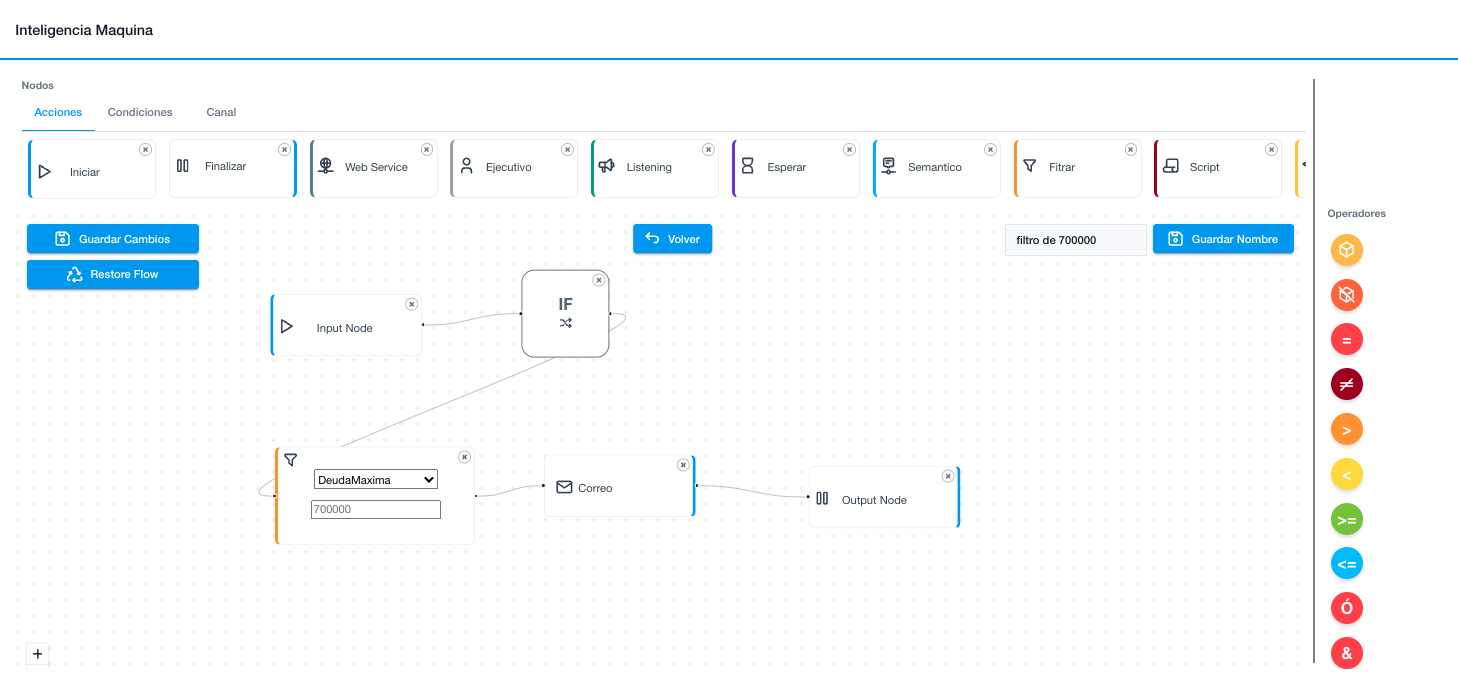 Inteligencia Maquina
Nodos
Acciones
Condiciones
Canal
Iniciar
Finalizar
Web Service
Ejecutivo
Listening
Esperar
Semantico
Fitrar
Script
Operadores
Guardar Cambios
Volver
filtro de 700000
Guardar Nombre
Restore Flow
Input Node
IF
DeudaMaxima
700000
Correo
Output Node
=
≠
>
<
>=
<=
Ó
&
+